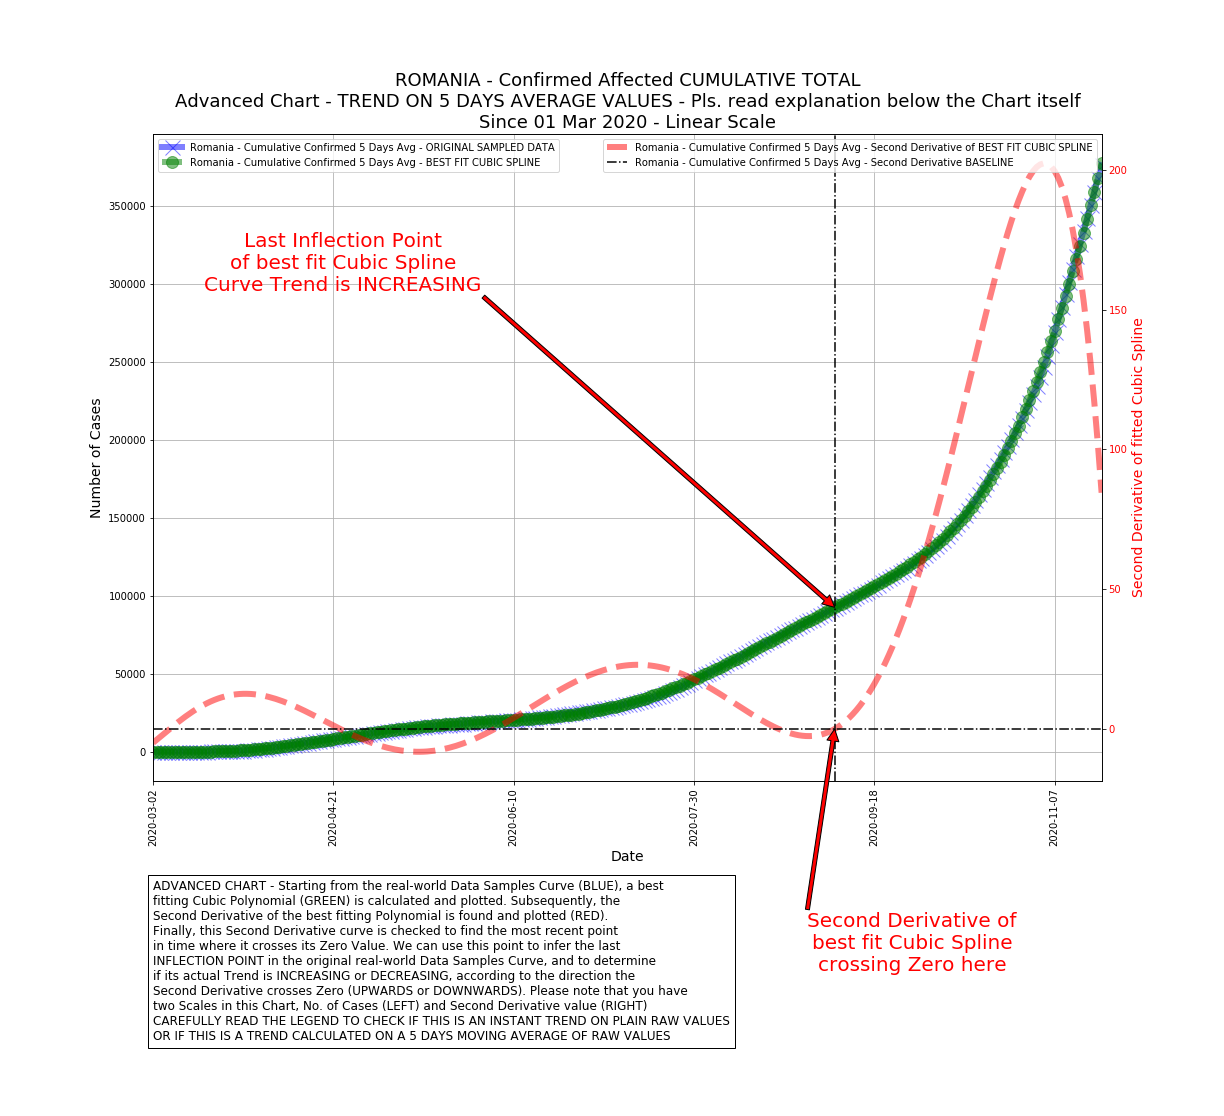 ROMANIA - Confirmed Affected CUMULATIVE TOTAL
Advanced Chart - TREND ON 5 DAYS AVERAGE VALUES - Pls. read explanation below the Chart itself
Since 01 Mar 2020 - Linear Scale
Romania - Cumulative Confirmed 5 Days Avg - ORIGINAL SAMPLED DATA
Romania - Cumulative Confirmed 5 Days Avg - BEST FIT CUBIC SPLINE
Romania - Cumulative Confirmed 5 Days Avg - Second Derivative of BEST FIT CUBIC SPLINE
Romania - Cumulative Confirmed 5 Days Avg - Second Derivative BASELINE
Last Inflection Point
of best fit Cubic Spline
Curve Trend is INCREASING
Number of Cases
350000
300000
250000
200000
150000
100000
50000
0
200
150
100
50
0
Second Derivative of fitted Cubic Spline
2020-03-02
2020-04-21
2020-06-10
2020-07-30
2020-09-18
2020-11-07
Date
ADVANCED CHART - Starting from the real-world Data Samples Curve (BLUE), a best
fitting Cubic Polynomial (GREEN) is calculated and plotted. Subsequently, the
Second Derivative of the best fitting Polynomial is found and plotted (RED).
Finally, this Second Derivative curve is checked to find the most recent point
in time where it crosses its Zero Value. We can use this point to infer the last
INFLECTION POINT in the original real-world Data Samples Curve, and to determine
if its actual Trend is INCREASING or DECREASING, according to the direction the
Second Derivative crosses Zero (UPWARDS or DOWNWARDS). Please note that you have
two Scales in this Chart, No. of Cases (LEFT) and Second Derivative value (RIGHT)
CAREFULLY READ THE LEGEND TO CHECK IF THIS IS AN INSTANT TREND ON PLAIN RAW VALUES
OR IF THIS IS A TREND CALCULATED ON A 5 DAYS MOVING AVERAGE OF RAW VALUES
Second Derivative of
best fit Cubic Spline
crossing Zero here